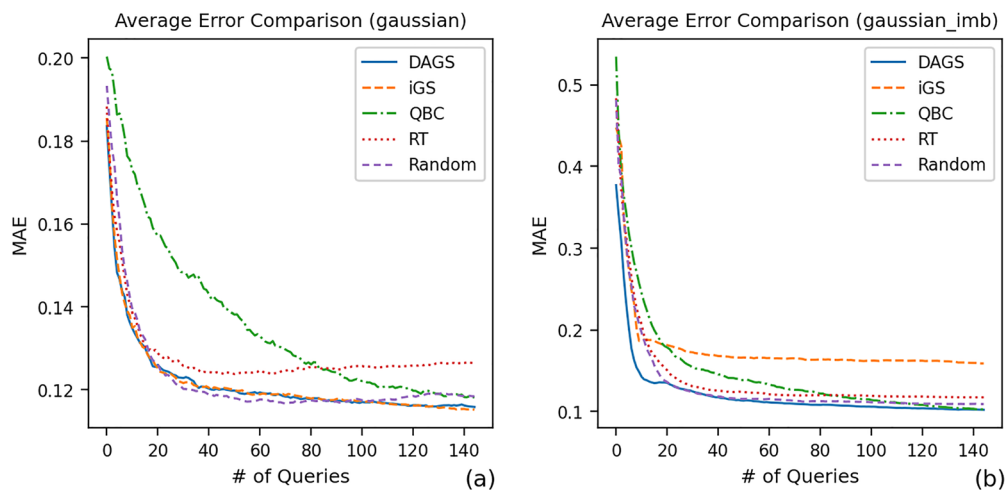 Average Error Comparison (gaussian)
MAE
0.20
0.18
0.16
0.14
0.12
DAGS
iGS
QBC
RT
Random
0 20 40 60 80 100 120 140
# of Queries
(a)
Average Error Comparison (gaussian_imb)
MAE
0.5
0.4
0.3
0.2
0.1
DAGS
iGS
QBC
RT
Random
0 20 40 60 80 100 120 140
# of Queries
(b)